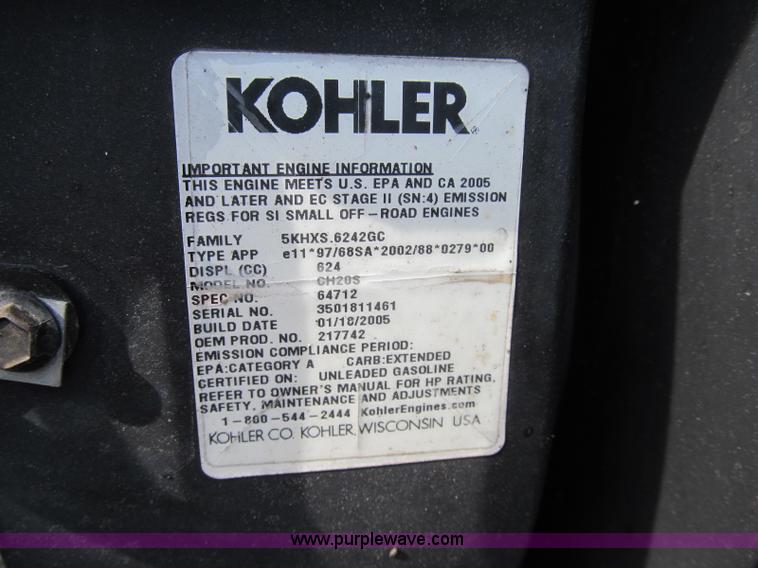 KOHLER®
IMPORTANT ENGINE INFORMATION
THIS ENGINE MEETS U.S. EPA AND CA 2005
AND LATER AND EC STAGE II (SN:4) EMISSION
REGS FOR SI SMALL OFF-ROAD ENGINES
FAMILY 5KHXS.6242GC
TYPE APP e11*97/68SA*2002/88*0279*00
DISPL (CC) 624
MODEL NO. CH20S
SPEC NO. 64712
SERIAL NO. 3501811461
BUILD DATE 01/18/2005
OEM PROD. NO. 217742
EMISSION COMPLIANCE PERIOD:
EPA:CATEGORY A CARB:EXTENDED
CERTIFIED ON: UNLEADED GASOLINE
REFER TO OWNER'S MANUAL FOR HP RATING,
SAFETY, MAINTENANCE AND ADJUSTMENTS
1-800-544-2444 KohlerEngines.com
KOHLER CO. KOHLER, WISCONSIN USA
www.purplewave.com